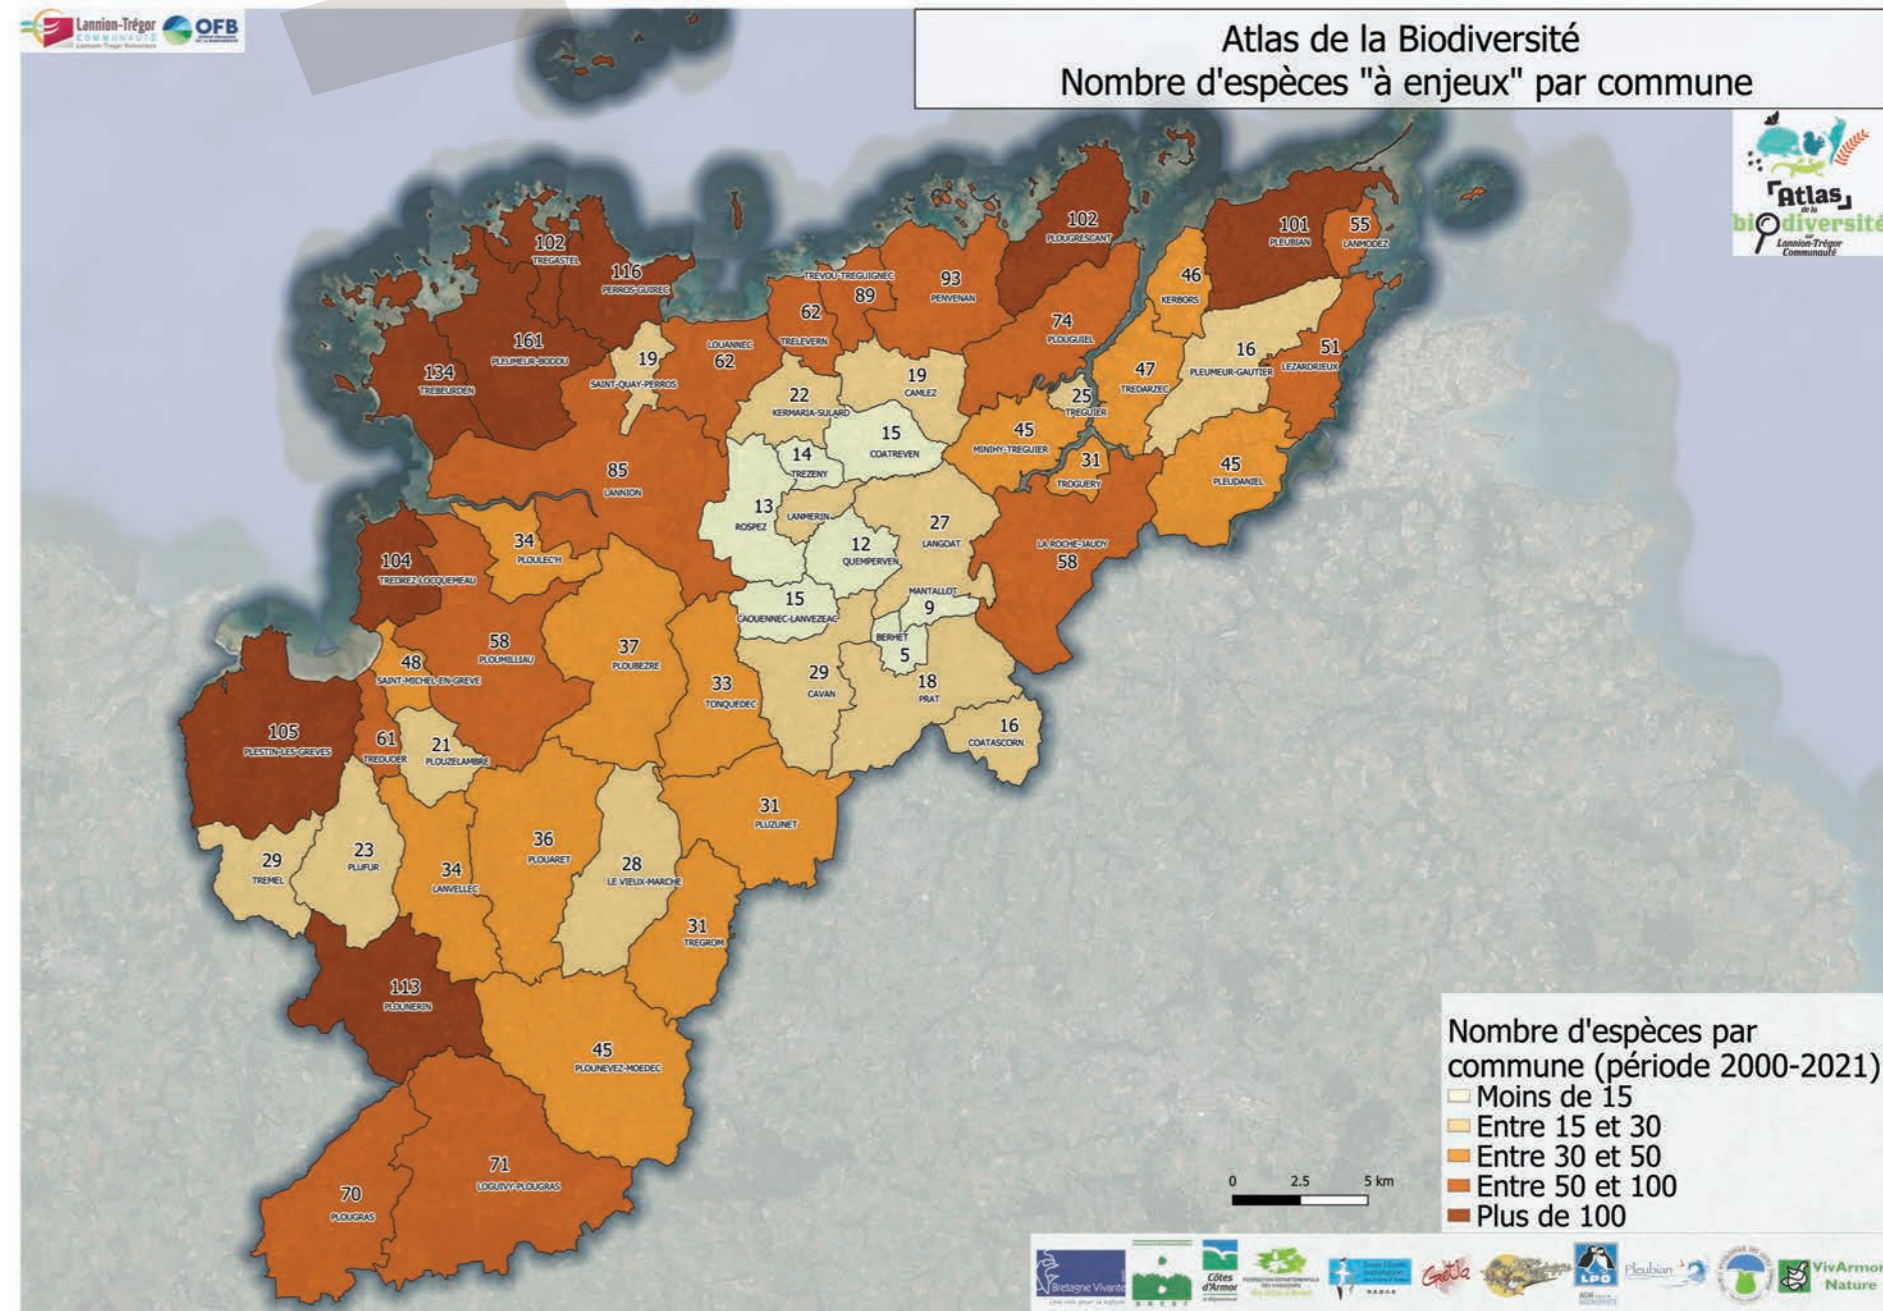 Lannion-Trégor
COMMUNAUTÉ
Lannion-Treger Kumuniezh
OFB
Atlas de la Biodiversité
Nombre d'espèces "à enjeux" par commune
Atlas
de la
biodiversité
sur
Lannion-Trégor
Communauté
102
TREGASTEL
116
PERROS-GUIREC
161
PLEUMEUR-BODOU
134
TREBEURDEN
19
SAINT-QUAY-PERROS
LOUANNEC
62
62
TRELEVERN
TREVOU-TREGUIGNEC
89
93
PENVENAN
102
PLOUGRESCANT
74
PLOUGUIEL
46
KERBORS
101
PLEUBIAN
55
LANMODEZ
16
PLEUMEUR-GAUTIER
51
LEZARDRIEUX
47
TREDARZEC
25
TREGUIER
22
KERMARIA-SULARD
19
CAMLEZ
15
COATREVEN
45
MINIHY-TREGUIER
31
TROGUERY
45
PLEUDANIEL
85
LANNION
14
TREZENY
13
ROSPEZ
LANMERIN
12
QUEMPERVEN
27
LANGOAT
LA ROCHE-JAUDY
58
34
PLOULEC'H
104
TREDREZ-LOCQUEMEAU
15
CAOUENNEC-LANVEZEAC
MANTALLOT
9
BERHET
5
58
PLOUMILLIAU
37
PLOUBEZRE
48
SAINT-MICHEL-EN-GREVE
33
TONQUEDEC
29
CAVAN
18
PRAT
16
COATASCORN
105
PLESTIN-LES-GREVES
61
TREDUDER
21
PLOUZELAMBRE
31
PLUZUNET
29
TREMEL
23
PLUFUR
34
LANVELLEC
36
PLOUARET
28
LE VIEUX-MARCHE
31
TREGROM
113
PLOUNERIN
45
PLOUNEVEZ-MOEDEC
71
LOGUIVY-PLOUGRAS
70
PLOUGRAS
Nombre d'espèces par
commune (période 2000-2021)
Moins de 15
Entre 15 et 30
Entre 30 et 50
Entre 50 et 100
Plus de 100
0 2.5 5 km
Bretagne Vivante
Côtes
d'Armor
GretIa
LPO
Pleubian
VivArmor
Nature